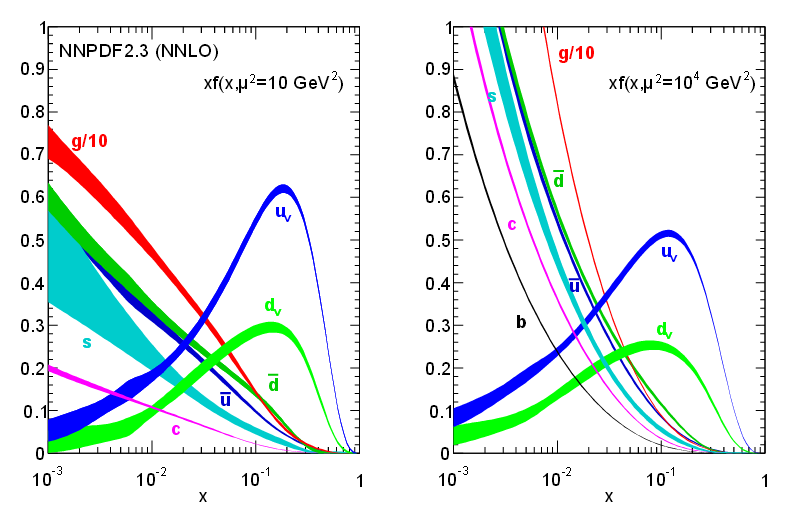 NNPDF2.3 (NNLO)
xf(x,μ²=10 GeV²)
g/10
u_v
d_v
s
d̅
u̅
c
1
0.9
0.8
0.7
0.6
0.5
0.4
0.3
0.2
0.1
0
10⁻³
10⁻²
10⁻¹
1
x
g/10
xf(x,μ²=10⁴ GeV²)
s
d̅
c
u_v
u̅
b
d_v
1
0.9
0.8
0.7
0.6
0.5
0.4
0.3
0.2
0.1
0
10⁻³
10⁻²
10⁻¹
1
x